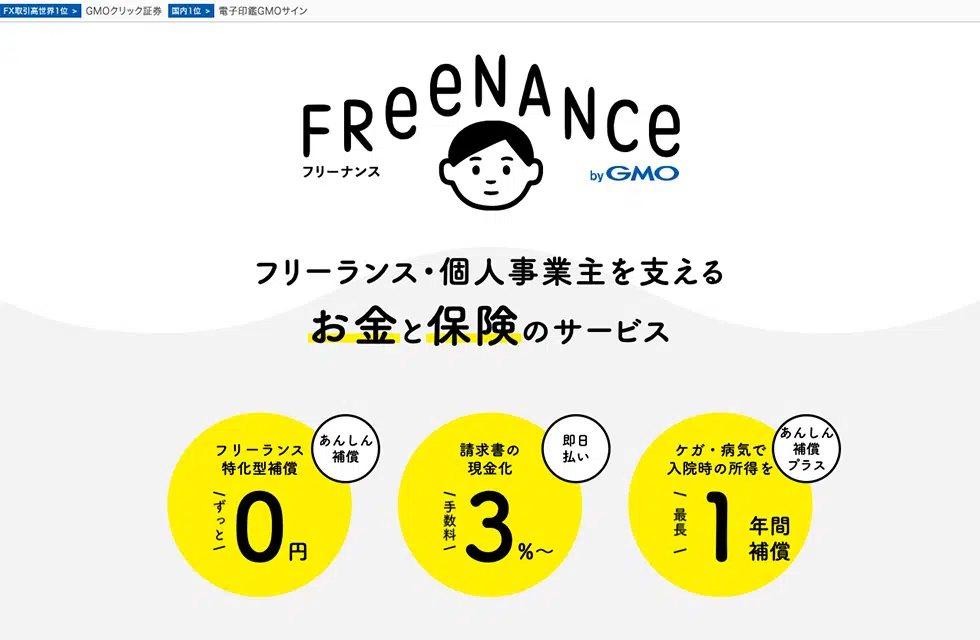 FX取引高世界1位 > GMOクリック証券 国内1位 > 電子印鑑GMOサイン
FReeNANce
フリーナンス
by GMO
フリーランス・個人事業主を支える
お金と保険のサービス
フリーランス
特化型補償
あんしん
補償
ずっと
0円
請求書の
現金化
即日
払い
手数料
3%～
ケガ・病気で
入院時の所得を
あんしん
補償
プラス
最長
1年間
補償